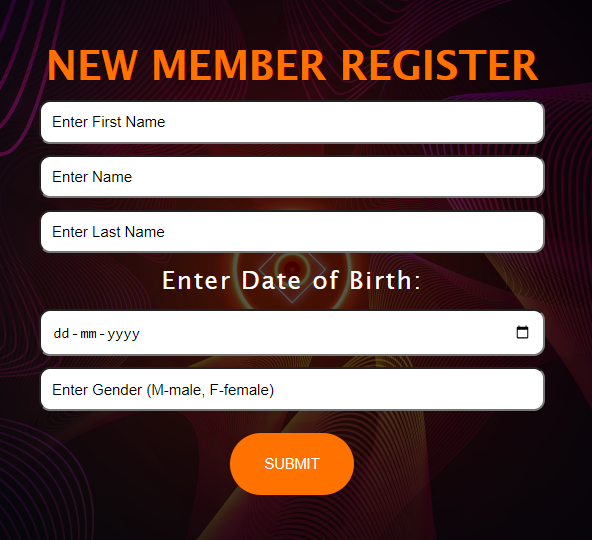 NEW MEMBER REGISTER
Enter First Name
Enter Name
Enter Last Name
Enter Date of Birth:
dd-mm-yyyy
Enter Gender (M-male, F-female)
SUBMIT